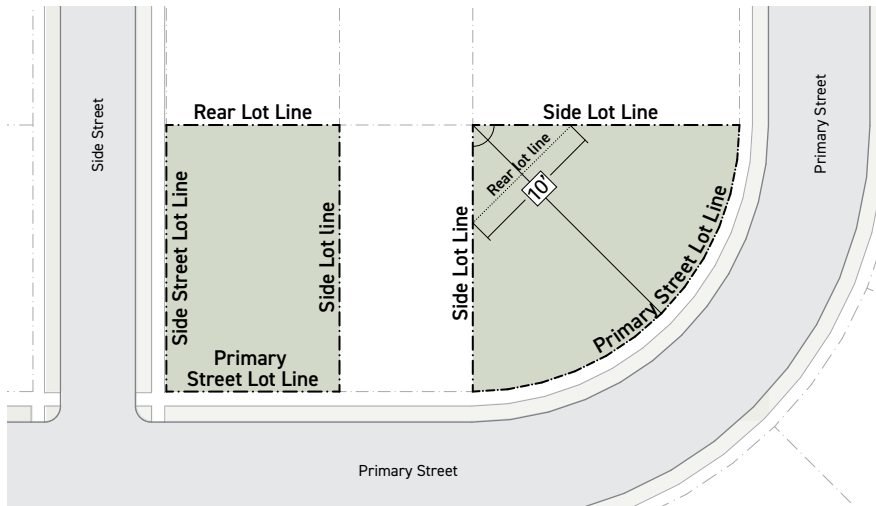 Rear Lot Line
Side Lot Line
Side Street
Primary Street
Rear lot line
10'
Side Street Lot Line
Side Lot line
Side Lot Line
Primary Street Lot Line
Primary
Street Lot Line
Primary Street